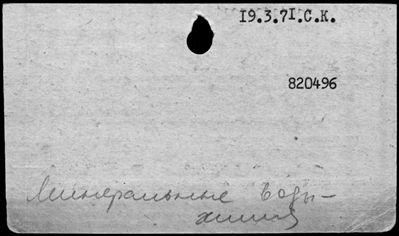 19.3.71.С.К.
820496
Минеральные воды –
химия